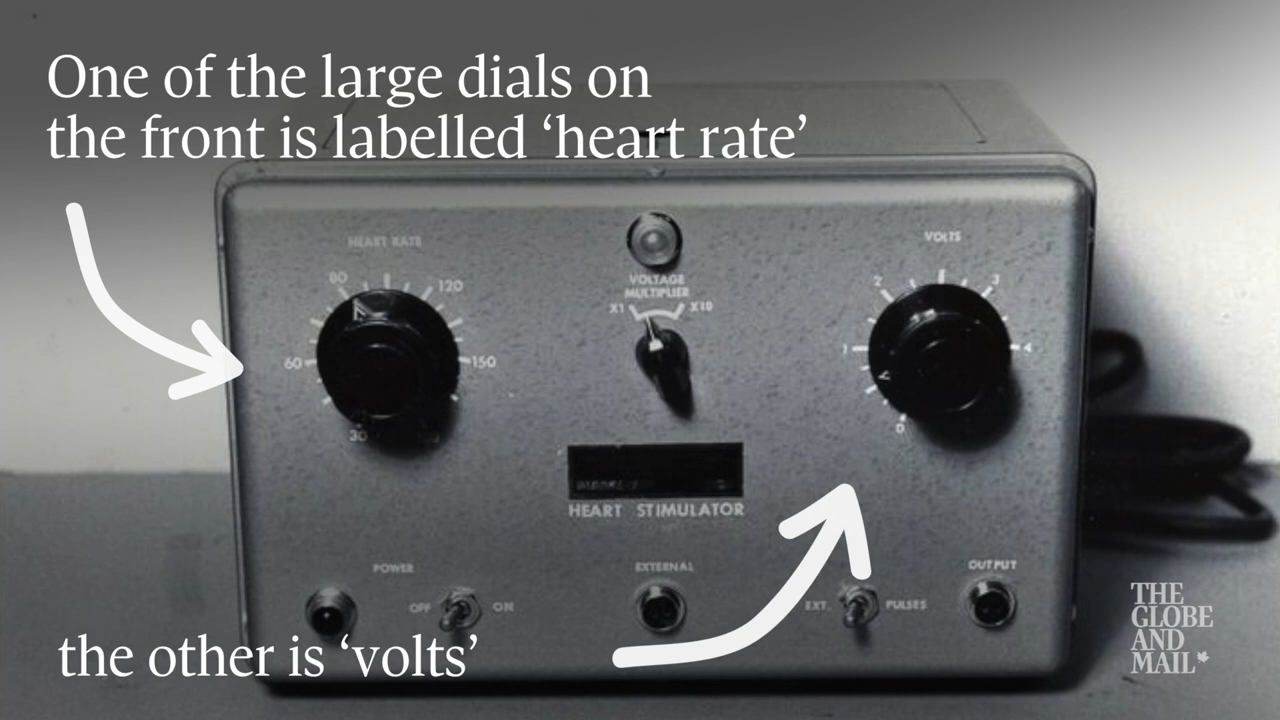 One of the large dials on
the front is labelled ‘heart rate’
HEART RATE
VOLTS
80
120
60
150
30
VOLTAGE
MULTIPLIER
X1 X10
2
3
1
4
0
HEART STIMULATOR
POWER
OFF ON
EXTERNAL
EXT. PULSES
OUTPUT
the other is ‘volts’
THE
GLOBE
AND
MAIL